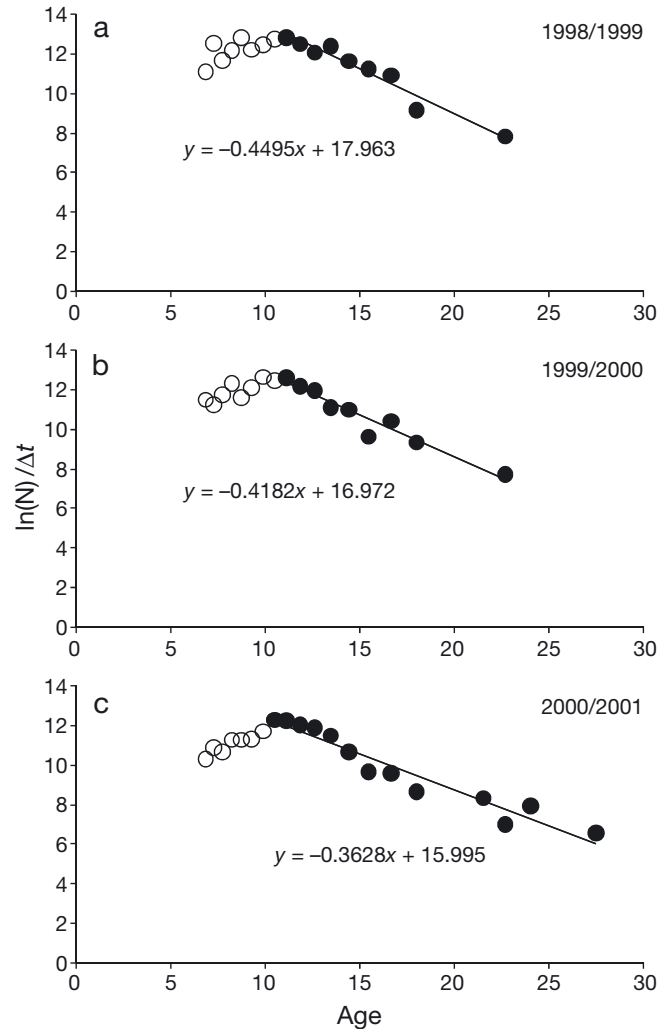 a
1998/1999
14
12
10
8
6
4
2
0
y = –0.4495x + 17.963
0 5 10 15 20 25 30
b
1999/2000
14
12
10
8
6
4
2
0
y = –0.4182x + 16.972
0 5 10 15 20 25 30
ln(N) /Δt
c
2000/2001
14
12
10
8
6
4
2
0
y = –0.3628x + 15.995
0 5 10 15 20 25 30
Age